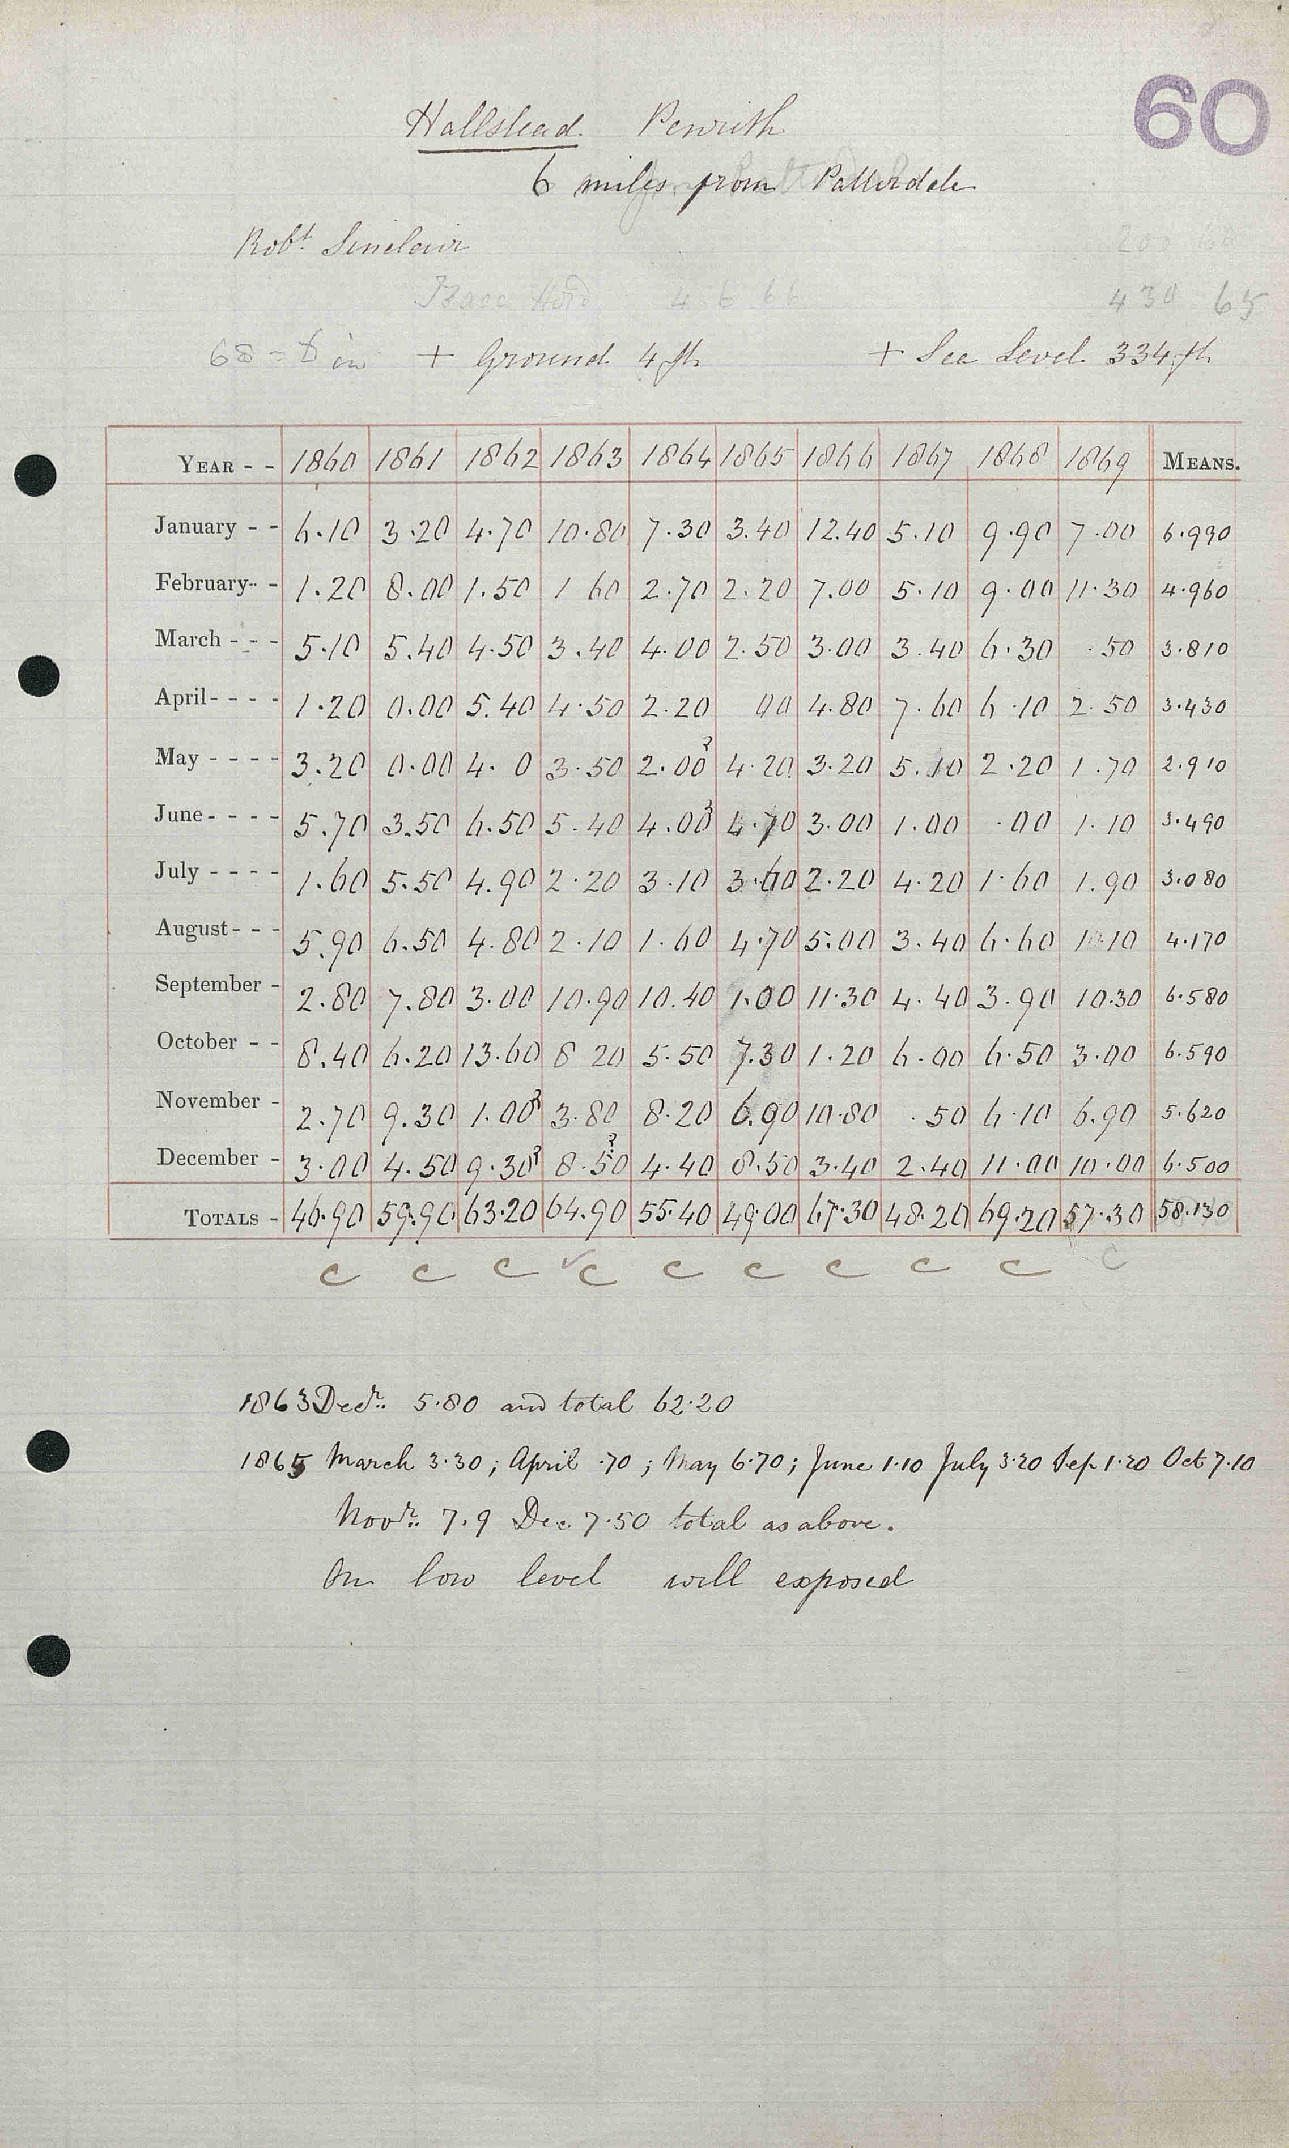 60
Hallstead Penrith
6 miles from Patterdale
Robt Sinclair
200 60
4 6 66
430 65
68 = 8 in + Ground 4 ft + Sea Level 334 ft
YEAR - - 1860 1861 1862 1863 1864 1865 1866 1867 1868 1869 MEANS.
January - - 6.10 3.20 4.70 10.80 7.30 3.40 12.40 5.10 9.90 7.00 6.990
February - - 1.20 8.00 1.50 1 60 2.70 2.20 7.00 5.10 9.00 11.30 4.960
March - - - 5.10 5.40 4.50 3.40 4.00 2.50 3.00 3.40 6.30 .50 3.810
April - - - - 1.20 0.00 5.40 4.50 2.20 00 4.80 7.60 6.10 2.50 3.430
May - - - - 3.20 0.00 4. 0 3.50 2.00? 4.20 3.20 5.10 2.20 1.70 2.910
June - - - - 5.70 3.50 6.50 5.40 4.00? 4.70 3.00 1.00 .00 1.10 3.490
July - - - - 1.60 5.50 4.90 2.20 3.10 3.60 2.20 4.20 1.60 1.90 3.080
August - - - 5.90 6.50 4.80 2.10 1.60 4.70 5.00 3.40 6.60 1.10 4.170
September - 2.80 7.80 3.00 10.90 10.40 1.00 11.30 4.40 3.90 10.30 6.580
October - - 8.40 6.20 13.60 8 20 5.50 7.30 1.20 6.00 6.50 3.00 6.590
November - 2.70 9.30 1.00? 3.80 8.20 6.90 10.80 .50 6.10 6.90 5.620
December - 3.00 4.50 9.30? 8.50? 4.40 8.50 3.40 2.40 11.00 10.00 6.500
TOTALS - 46.90 59.90 63.20 64.90 55.40 49.00 67.30 48.20 69.20 57.30 58.130
c c c c c c c c c c
1863 Decr. 5.80 and total 62.20
1865 March 3.30; April .70; May 6.70; June 1.10 July 3.20 Sep 1.20 Oct 7.10
Novr. 7.9 Dec 7.50 total as above.
On low level well exposed